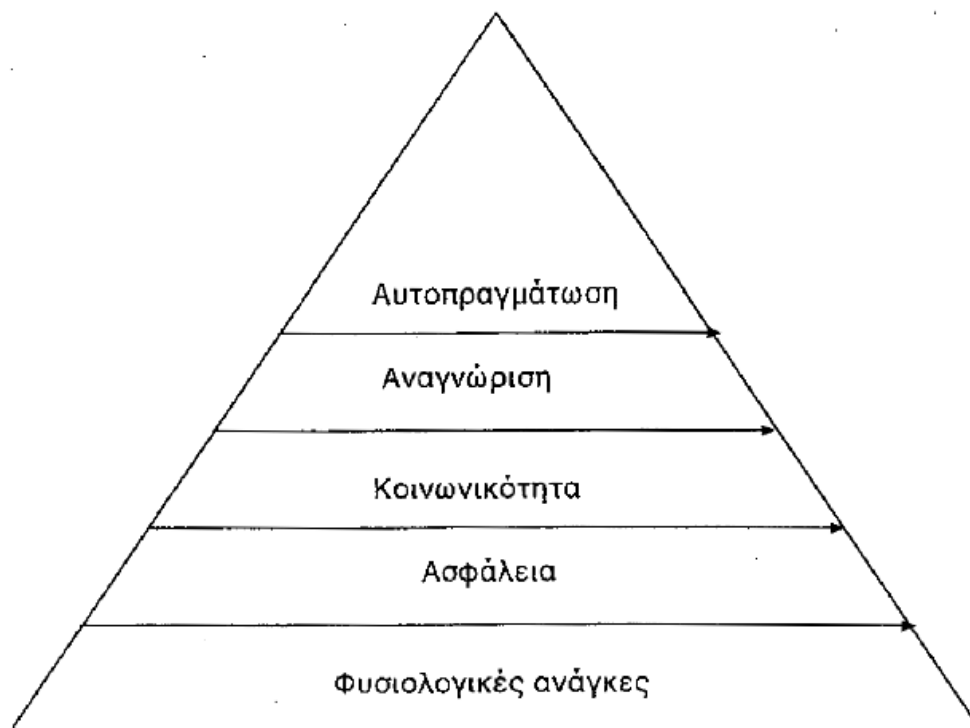 Αυτοπραγμάτωση
Αναγνώριση
Κοινωνικότητα
Ασφάλεια
Φυσιολογικές ανάγκες